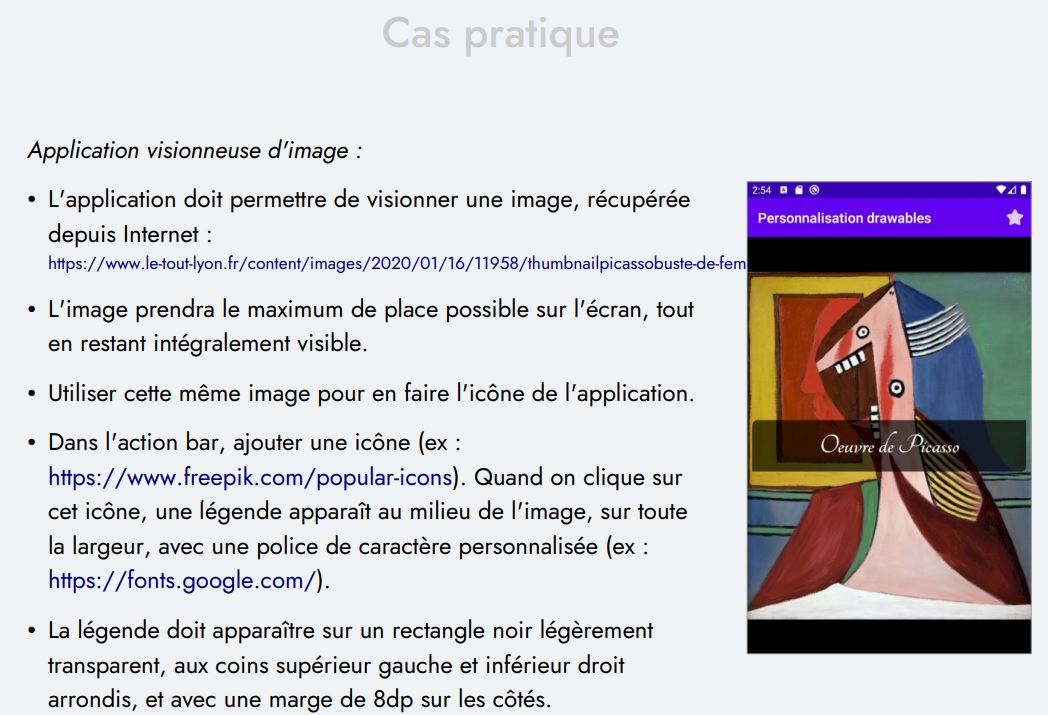 Cas pratique
Application visionneuse d'image :
• L'application doit permettre de visionner une image, récupérée
depuis Internet :
https://www.le-tout-lyon.fr/content/images/2020/01/16/11958/thumbnailpicassobuste-de-fem
• L'image prendra le maximum de place possible sur l'écran, tout
en restant intégralement visible.
• Utiliser cette même image pour en faire l'icône de l'application.
• Dans l'action bar, ajouter une icône (ex :
https://www.freepik.com/popular-icons). Quand on clique sur
cet icône, une légende apparaît au milieu de l'image, sur toute
la largeur, avec une police de caractère personnalisée (ex :
https://fonts.google.com/).
• La légende doit apparaître sur un rectangle noir légèrement
transparent, aux coins supérieur gauche et inférieur droit
arrondis, et avec une marge de 8dp sur les côtés.
2:54
Personnalisation drawables
Oeuvre de Picasso